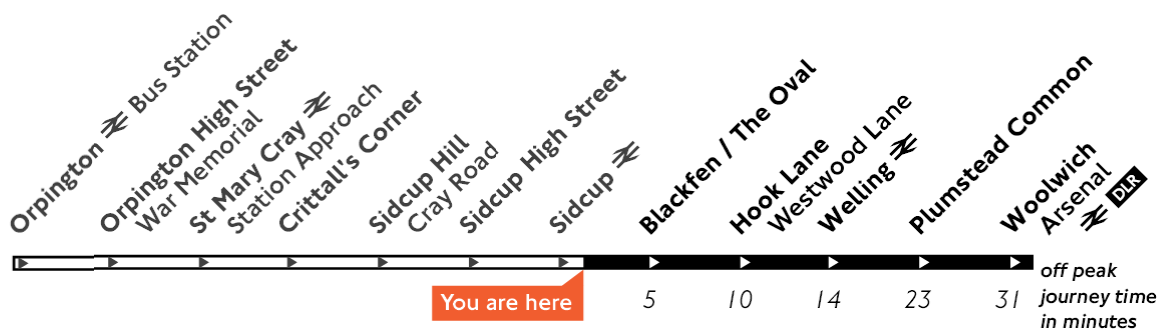 Orpington Bus Station
Orpington High Street
War Memorial
St Mary Cray
Station Approach
Crittall's Corner
Sidcup Hill
Cray Road
Sidcup High Street
Sidcup
Blackfen / The Oval
Hook Lane
Westwood Lane
Welling
Plumstead Common
Woolwich
Arsenal
DLR
You are here
5 10 14 23 31
off peak
journey time
in minutes